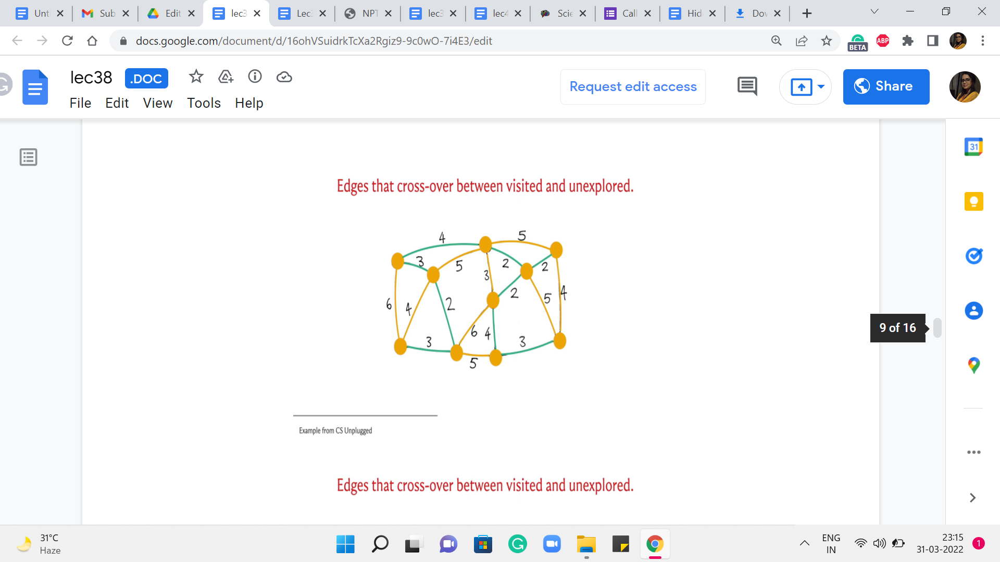 Unt
Sub
Edit
lec3
Lec
NPT
lec3
lec4
Scie
Call
Hid
Dov
docs.google.com/document/d/16ohVSuidrkTcXa2Rgiz9-9c0wO-7i4E3/edit
BETA
ABP
lec38
.DOC
Request edit access
Share
File Edit View Tools Help
31
Edges that cross-over between visited and unexplored.
4
5
3
5
2
2
3
2
6
4
2
5
4
6
4
3
3
5
9 of 16
Example from CS Unplugged
Edges that cross-over between visited and unexplored.
31°C
Haze
ENG
IN
23:15
31-03-2022
1